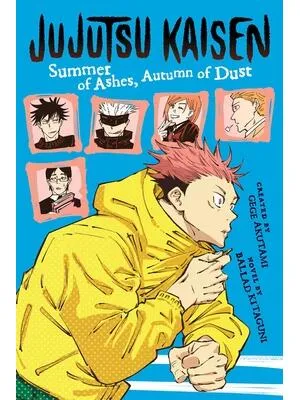 JUJUTSU KAISEN
Summer
of Ashes, Autumn of Dust
CREATED BY
GEGE AKUTAMI
NOVEL BY
BALLAD KITAGUNI